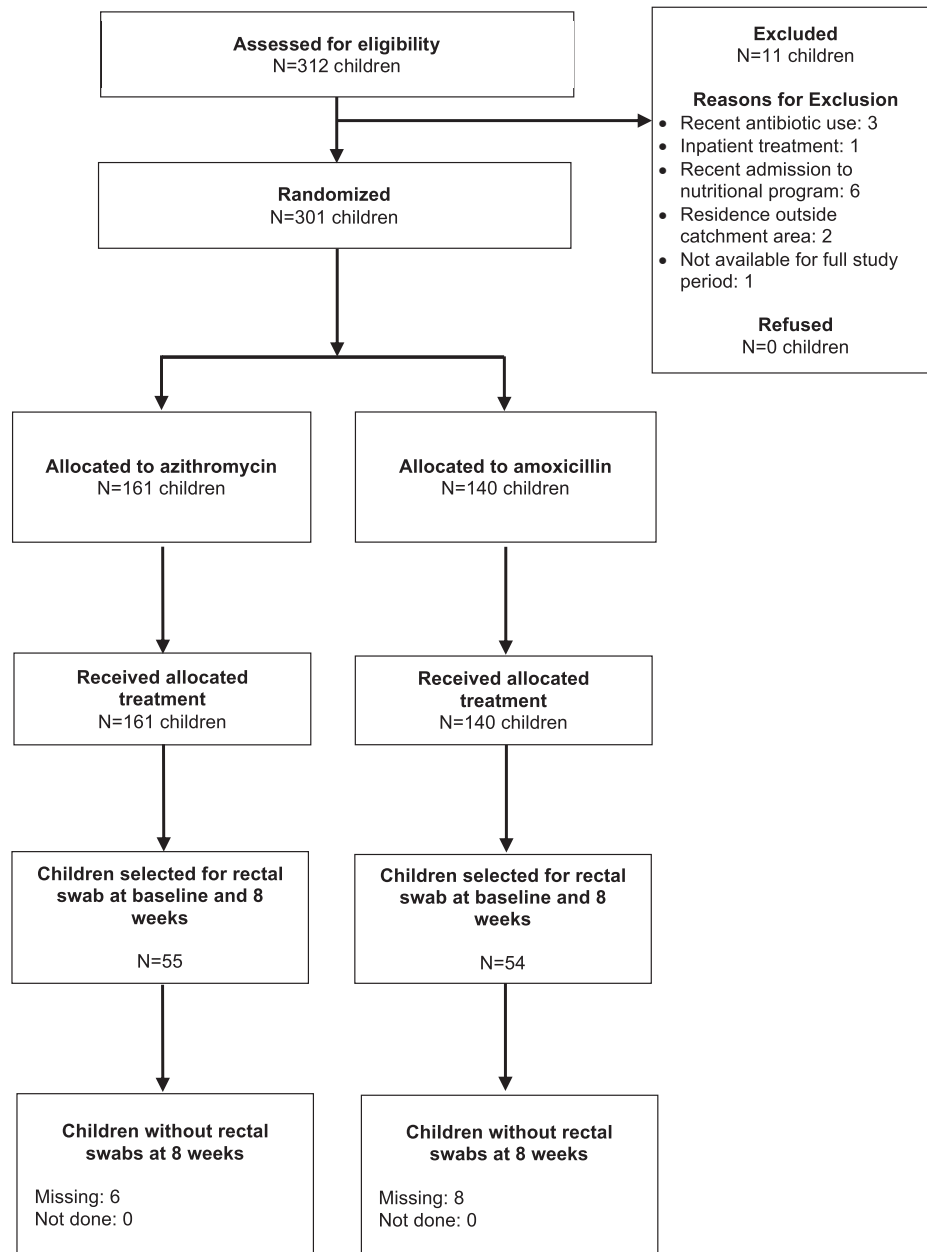 Assessed for eligibility
N=312 children
Excluded
N=11 children
Reasons for Exclusion
• Recent antibiotic use: 3
• Inpatient treatment: 1
• Recent admission to
nutritional program: 6
• Residence outside
catchment area: 2
• Not available for full study
period: 1
Refused
N=0 children
Randomized
N=301 children
Allocated to azithromycin
N=161 children
Allocated to amoxicillin
N=140 children
Received allocated
treatment
N=161 children
Received allocated
treatment
N=140 children
Children selected for rectal
swab at baseline and 8
weeks
N=55
Children selected for rectal
swab at baseline and 8
weeks
N=54
Children without rectal
swabs at 8 weeks
Missing: 6
Not done: 0
Children without rectal
swabs at 8 weeks
Missing: 8
Not done: 0